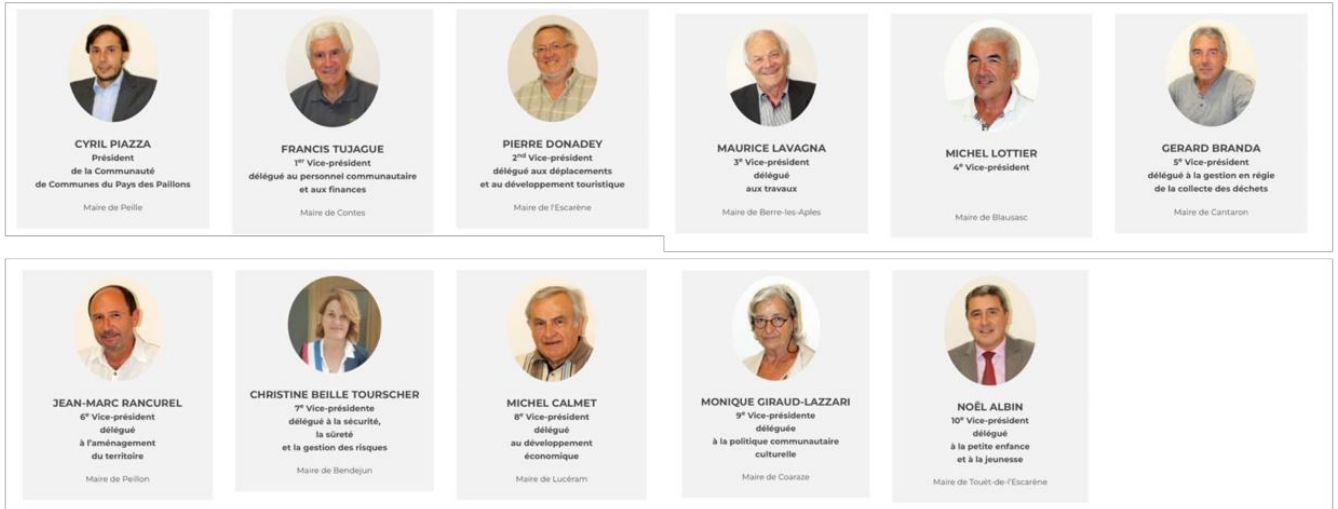 CYRIL PIAZZA
Président
de la Communauté
de Communes du Pays des Paillons
Maire de Peille
FRANCIS TUJAGUE
1er Vice-président
délégué au personnel communautaire
et aux finances
Maire de Contes
PIERRE DONADEY
2nd Vice-président
délégué aux déplacements
et au développement touristique
Maire de l'Escarène
MAURICE LAVAGNA
3e Vice-président
délégué
aux travaux
Maire de Berre-les-Aples
MICHEL LOTTIER
4e Vice-président
Maire de Blausasc
GERARD BRANDA
5e Vice-président
délégué à la gestion en régie
de la collecte des déchets
Maire de Cantaron
JEAN-MARC RANCUREL
6e Vice-président
délégué
à l'aménagement
du territoire
Maire de Peillon
CHRISTINE BEILLE TOURSCHER
7e Vice-présidente
délégué à la sécurité,
la sûreté
et la gestion des risques
Maire de Bendejun
MICHEL CALMET
8e Vice-président
délégué
au développement
économique
Maire de Lucéram
MONIQUE GIRAUD-LAZZARI
9e Vice-présidente
déléguée
à la politique communautaire
culturelle
Maire de Coaraze
NOËL ALBIN
10e Vice-président
délégué
à la petite enfance
et à la jeunesse
Maire de Touët-de-l'Escarène